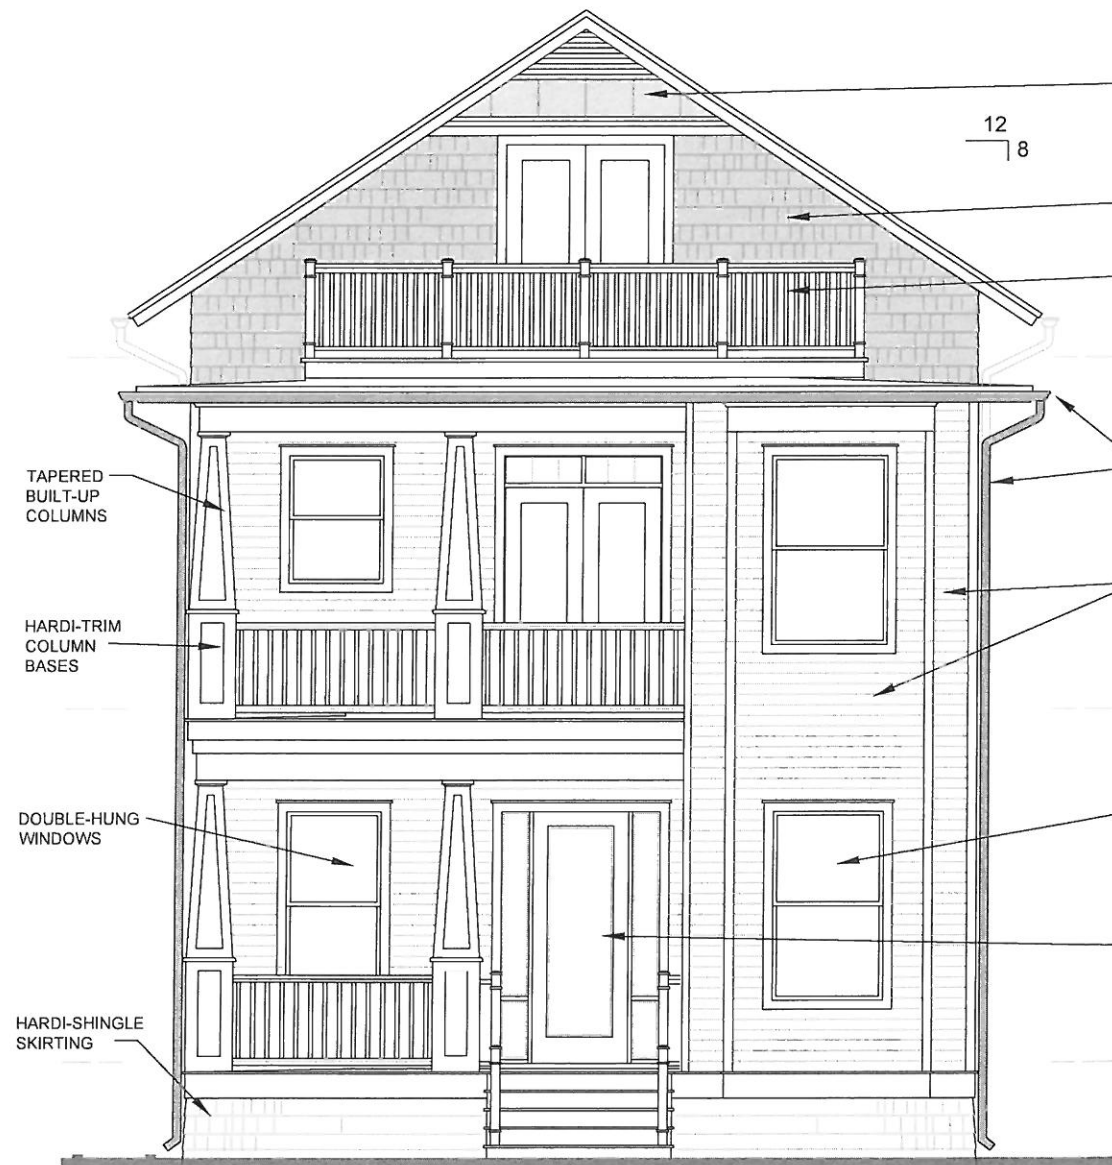 12
8
TAPERED
BUILT-UP
COLUMNS
HARDI-TRIM
COLUMN
BASES
DOUBLE-HUNG
WINDOWS
HARDI-SHINGLE
SKIRTING